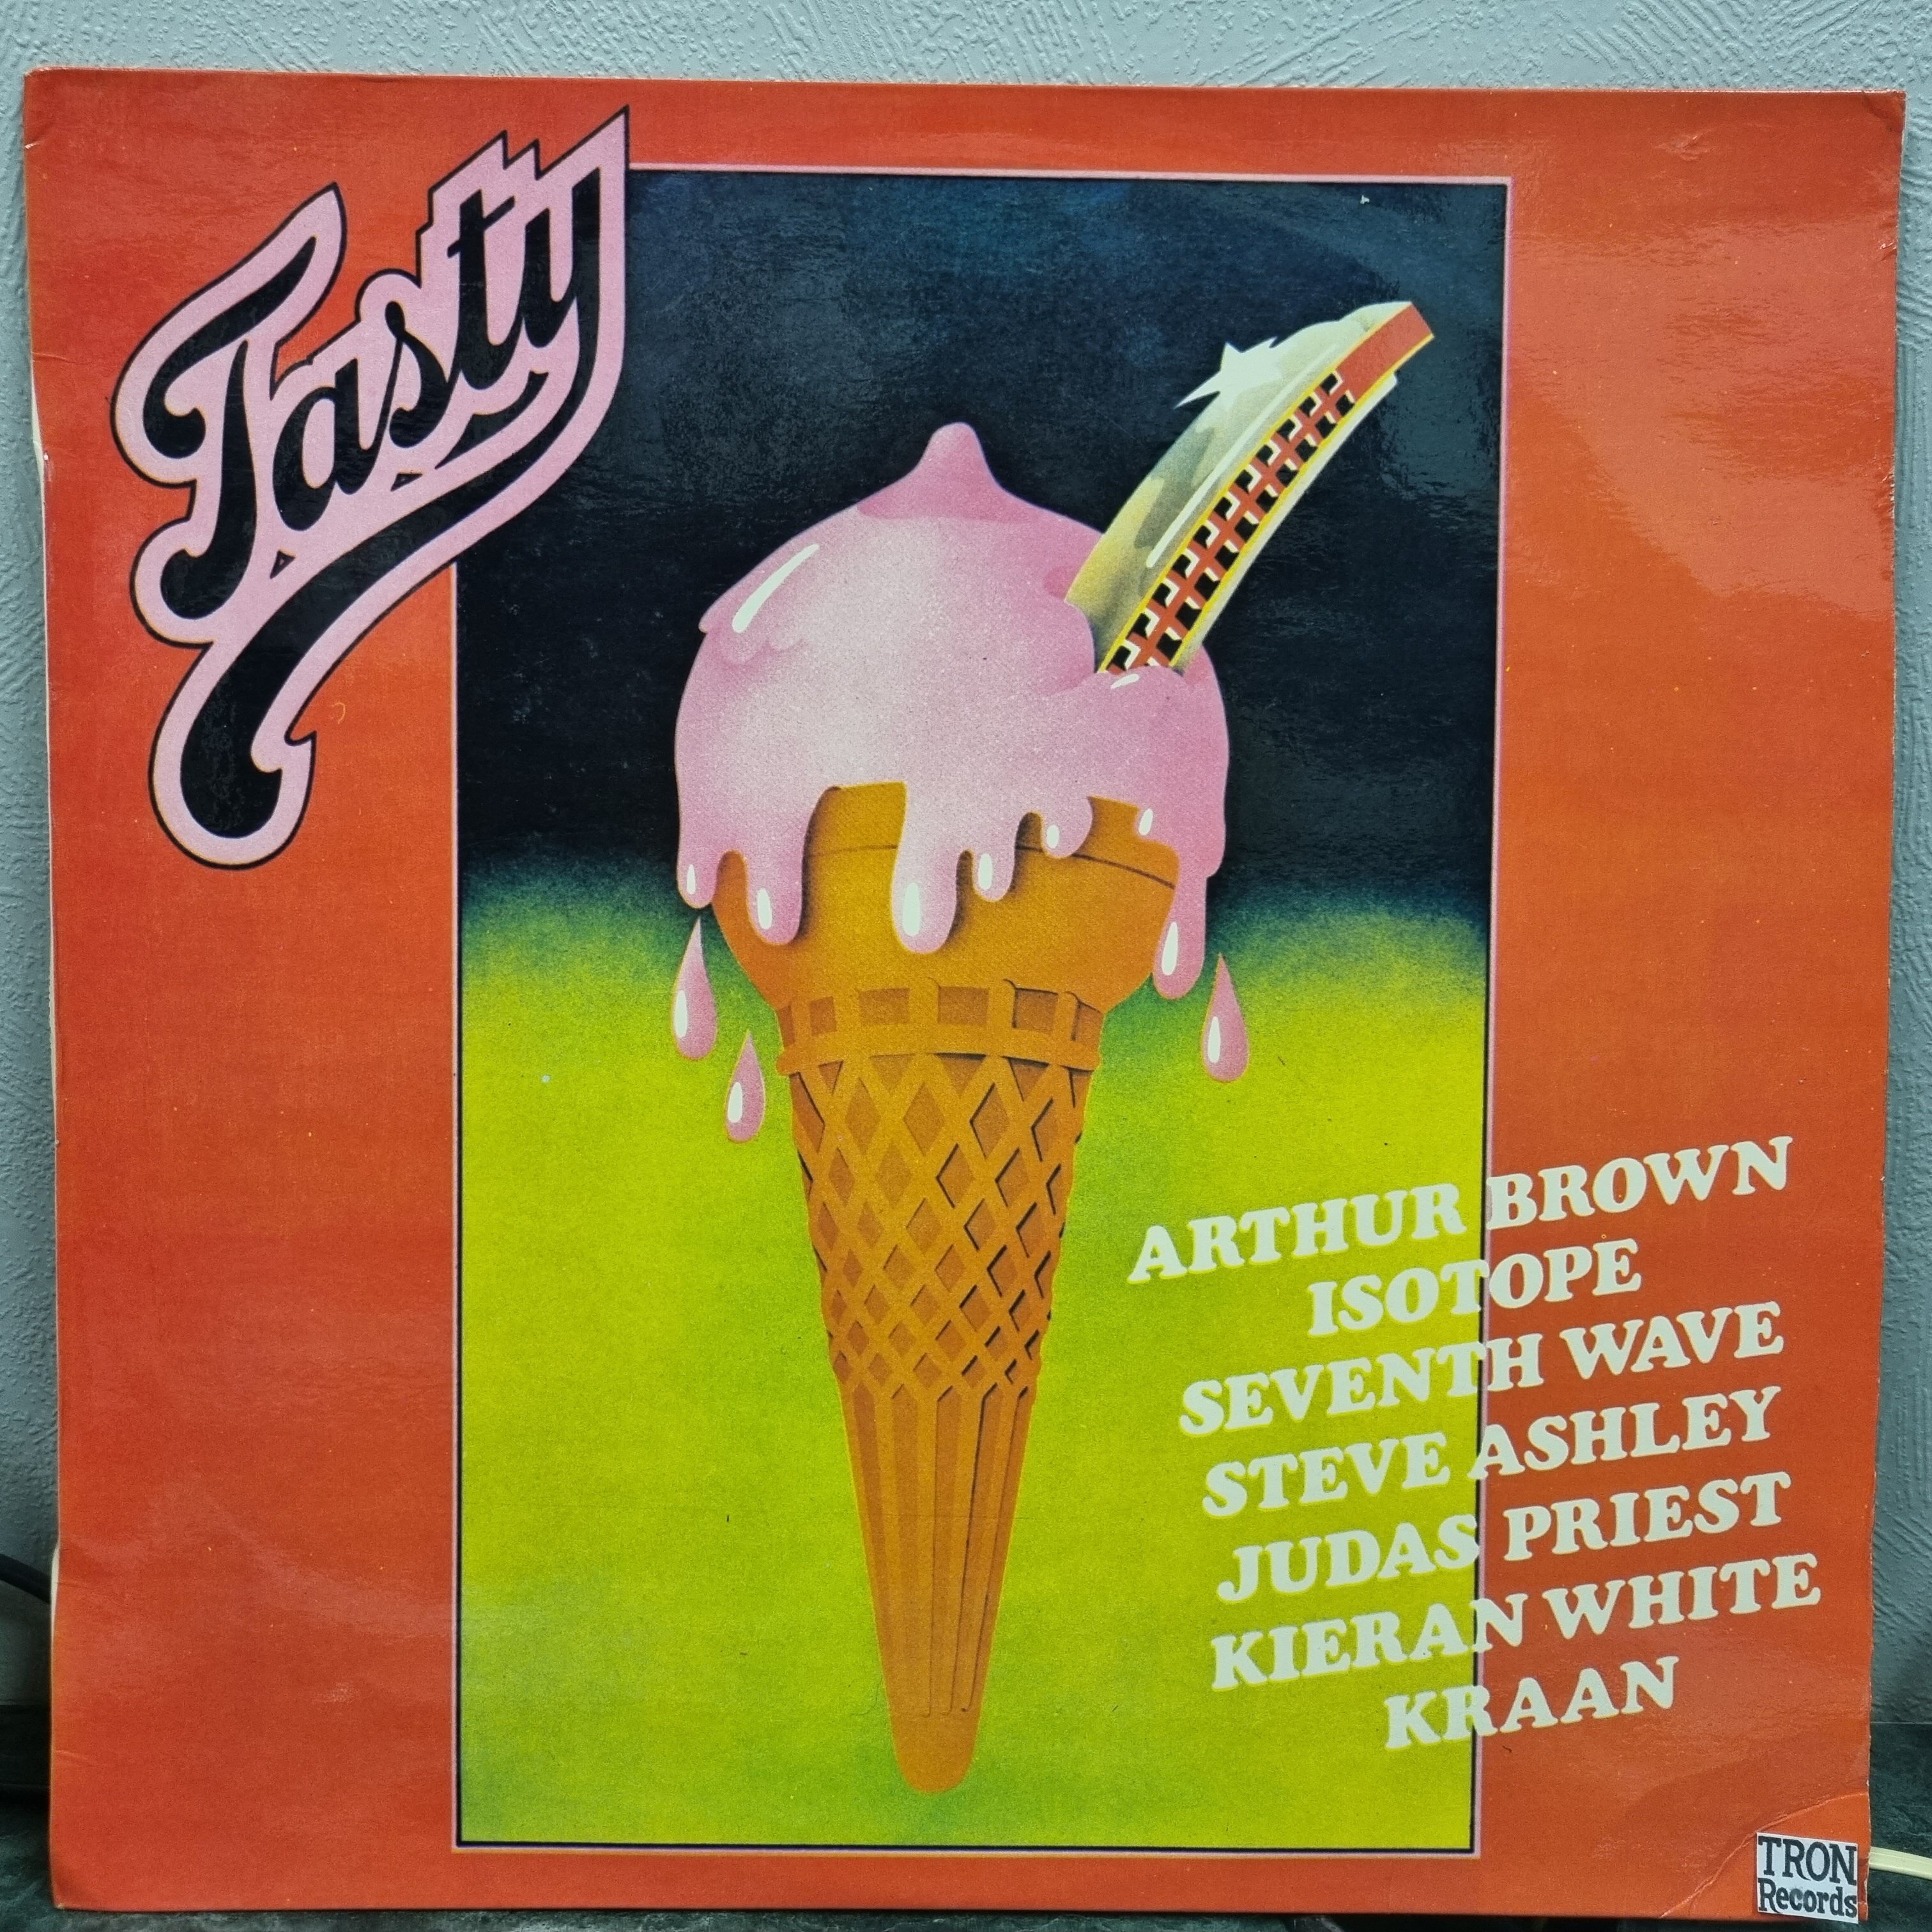 Tasty
ARTHUR BROWN
ISOTOPE
SEVENTH WAVE
STEVE ASHLEY
JUDAS PRIEST
KIERAN WHITE
KRAAN
TRON
Records